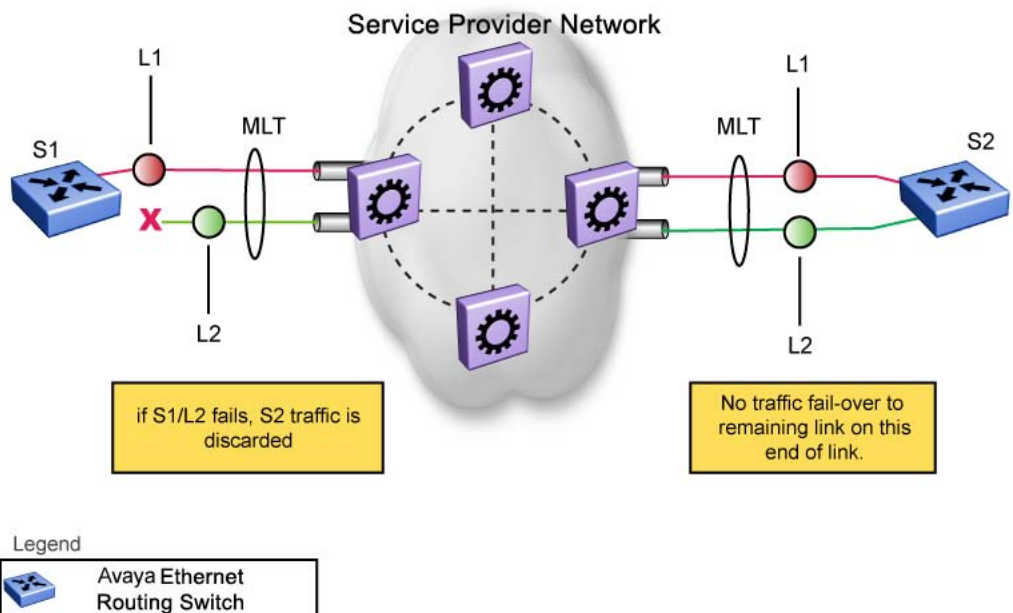 Service Provider Network
L1
L1
MLT
MLT
S1
S2
X
L2
L2
if S1/L2 fails, S2 traffic is
discarded
No traffic fail-over to
remaining link on this
end of link.
Legend
Avaya Ethernet
Routing Switch